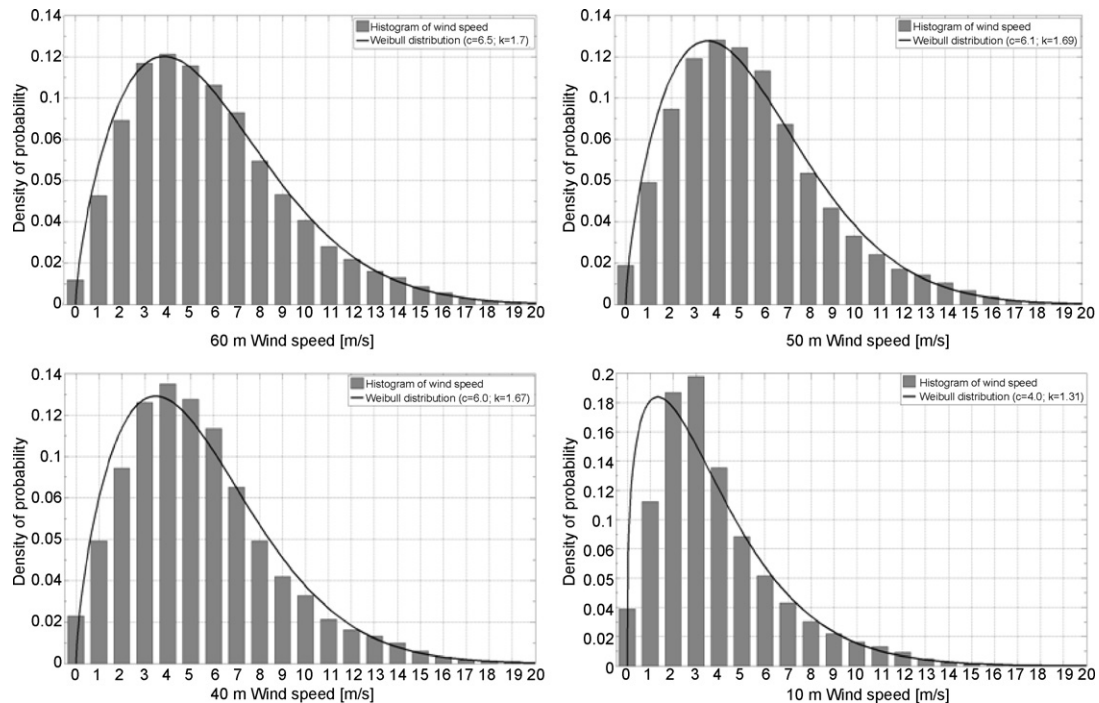 Histogram of wind speed
Weibull distribution (c=6.5; k=1.7)
Density of probability
0.14
0.12
0.14
0.06
0.05
0.04
0.02
0
0 1 2 3 4 5 6 7 8 9 10 11 12 13 14 15 16 17 18 19 20
60 m Wind speed [m/s]
Histogram of wind speed
Weibull distribution (c=6.1; k=1.69)
Density of probability
0.14
0.12
0.14
0.06
0.05
0.04
0.02
0
0 1 2 3 4 5 6 7 8 9 10 11 12 13 14 15 16 17 18 19 20
50 m Wind speed [m/s]
Histogram of wind speed
Weibull distribution (c=6.0; k=1.67)
Density of probability
0.14
0.12
0.14
0.06
0.05
0.04
0.02
0
0 1 2 3 4 5 6 7 8 9 10 11 12 13 14 15 16 17 18 19 20
40 m Wind speed [m/s]
Histogram of wind speed
Weibull distribution (c=4.0; k=1.31)
Density of probability
0.2
0.18
0.16
0.14
0.12
0.1
0.06
0.04
0.02
0
0 1 2 3 4 5 6 7 8 9 10 11 12 13 14 15 16 17 18 19 20
10 m Wind speed [m/s]